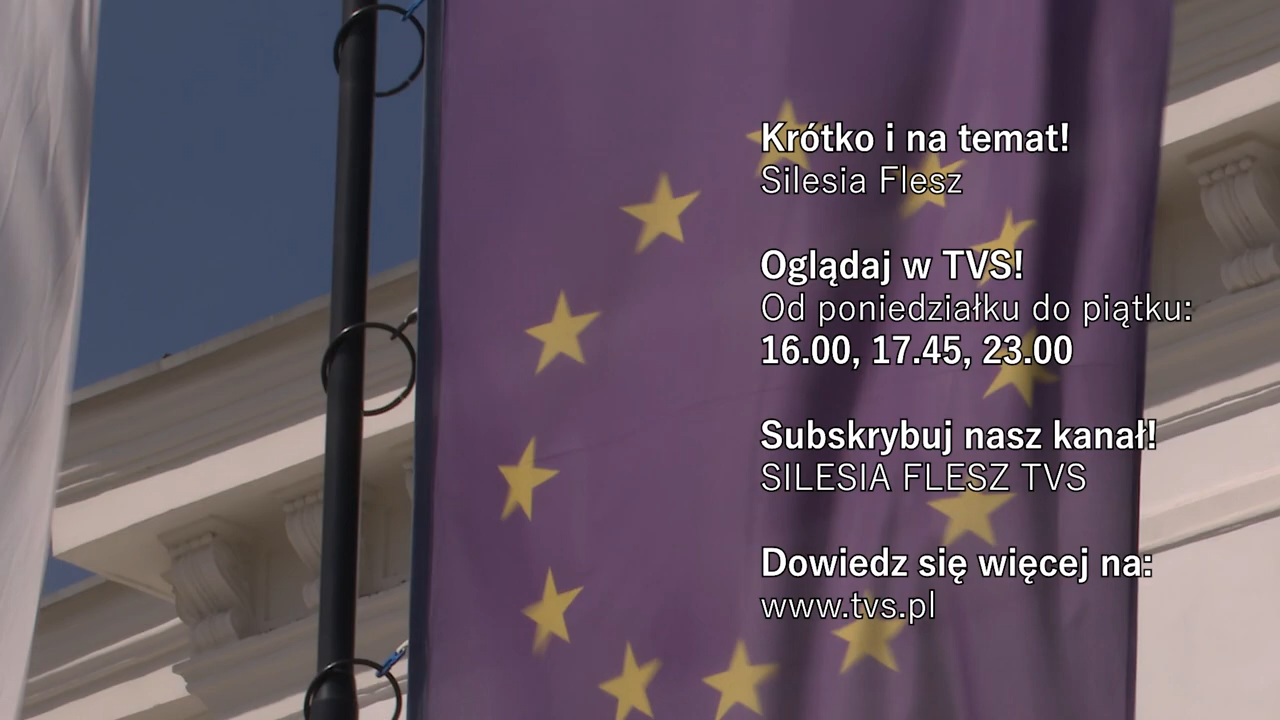 Krótko i na temat!
Silesia Flesz
Oglądaj w TVS!
Od poniedziałku do piątku:
16.00, 17.45, 23.00
Subskrybuj nasz kanał!
SILESIA FLESZ TVS
Dowiedz się więcej na:
www.tvs.pl